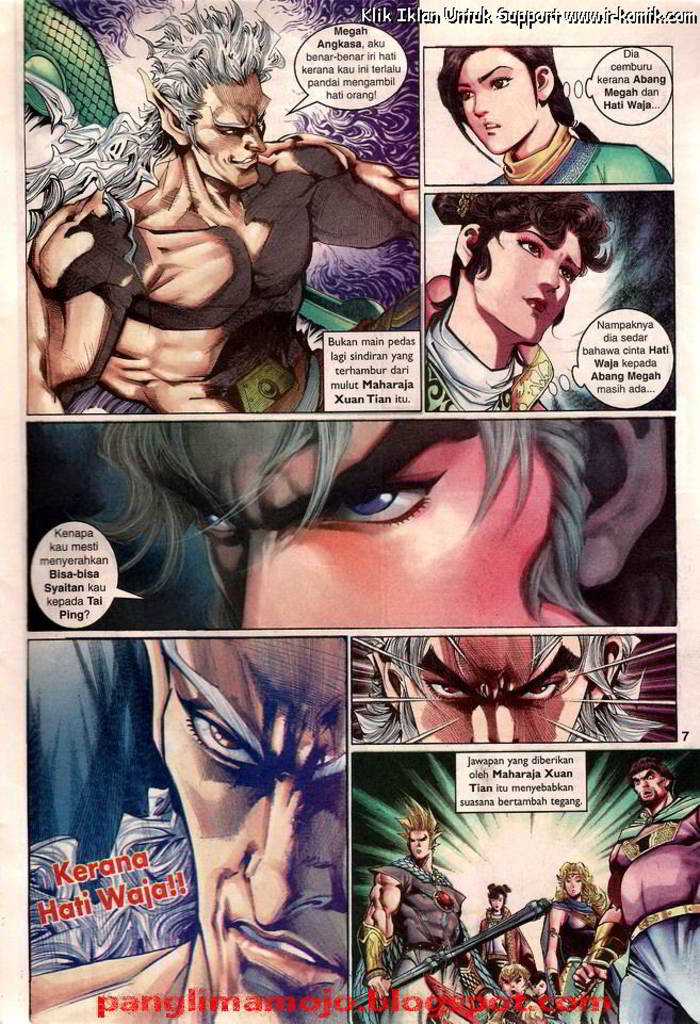 Klik Iklan Untuk Support www.r-komik.com
Megah
Angkasa, aku
benar-benar iri hati
kerana kau ini terlalu
pandai mengambil
hati orang!
Dia
cemburu
kerana Abang
Megah dan
Hati Waja...
Bukan main pedas
lagi sindiran yang
terhambur dari
mulut Maharaja
Xuan Tian itu.
Nampaknya
dia sedar
bahawa cinta Hati
Waja kepada
Abang Megah
masih ada...
Kenapa
kau mesti
menyerahkan
Bisa-bisa
Syaitan kau
kepada Tai
Ping?
Kerana
Hati Waja!!
7
Jawapan yang diberikan
oleh Maharaja Xuan
Tian itu menyebabkan
suasana bertambah tegang.
panglimamojo.blogspot.com